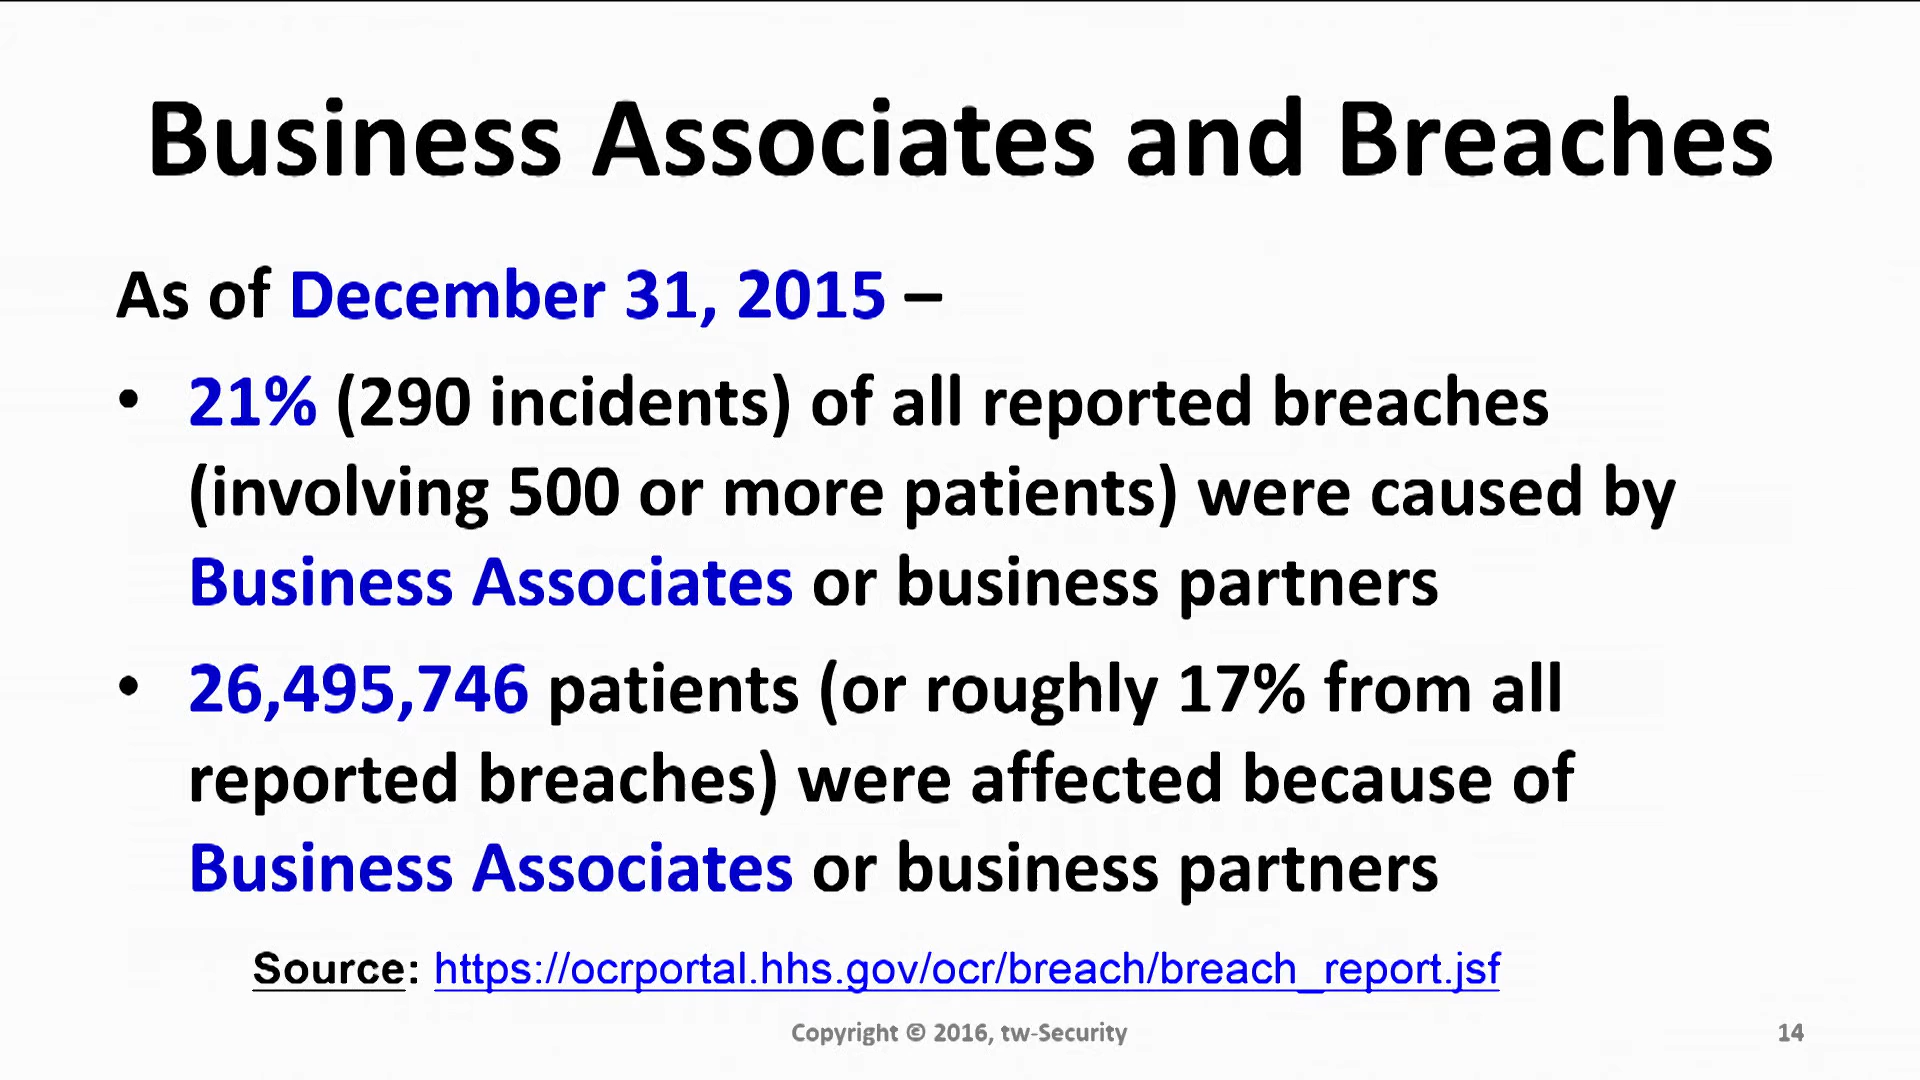 Business Associates and Breaches
As of December 31, 2015 –
• 21% (290 incidents) of all reported breaches
(involving 500 or more patients) were caused by
Business Associates or business partners
• 26,495,746 patients (or roughly 17% from all
reported breaches) were affected because of
Business Associates or business partners
Source: https://ocrportal.hhs.gov/ocr/breach/breach_report.jsf
Copyright © 2016, tw-Security
14